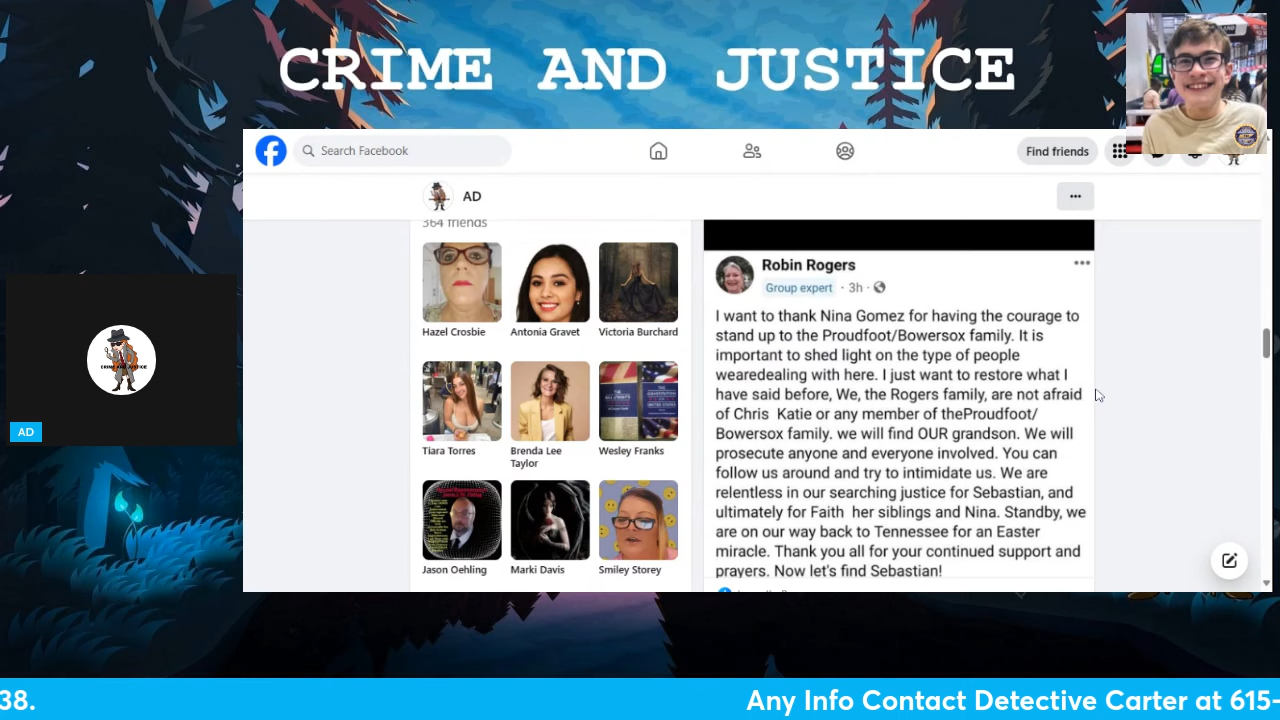 CRIME AND JUSTICE
Search Facebook
Find friends
AD
364 friends
Hazel Crosbie
Antonia Gravet
Victoria Burchard
Tiara Torres
Brenda Lee
Taylor
Wesley Franks
Jason Oehling
Marki Davis
Smiley Storey
Robin Rogers
Group expert · 3h ·
I want to thank Nina Gomez for having the courage to
stand up to the Proudfoot/Bowersox family. It is
important to shed light on the type of people
wearedealing with here. I just want to restore what I
have said before, We, the Rogers family, are not afraid
of Chris Katie or any member of theProudfoot/
Bowersox family. we will find OUR grandson. We will
prosecute anyone and everyone involved. You can
follow us around and try to intimidate us. We are
relentless in our searching justice for Sebastian, and
ultimately for Faith her siblings and Nina. Standby, we
are on our way back to Tennessee for an Easter
miracle. Thank you all for your continued support and
prayers. Now let's find Sebastian!
CRIME AND JUSTICE
AD
38.
Any Info Contact Detective Carter at 615-